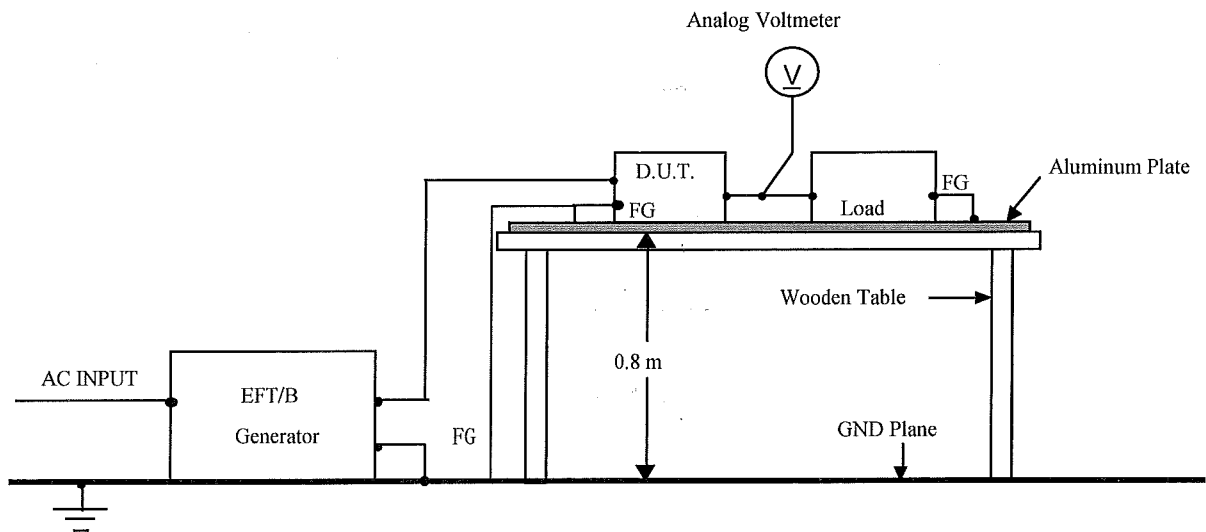 Analog Voltmeter
V
D.U.T.
FG
Load
FG
Aluminum Plate
Wooden Table
0.8 m
AC INPUT
EFT/B
Generator
FG
GND Plane